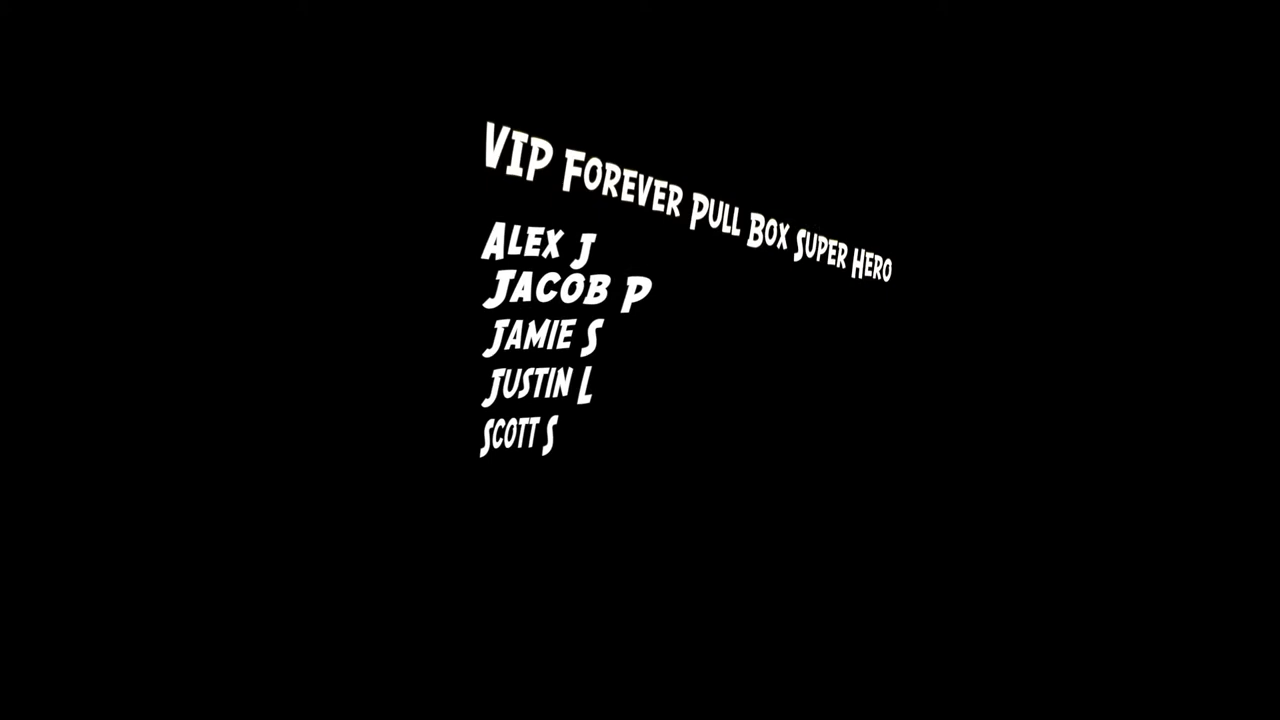 VIP Forever Pull Box Super Hero
Alex J
Jacob P
Jamie S
Justin L
Scott S